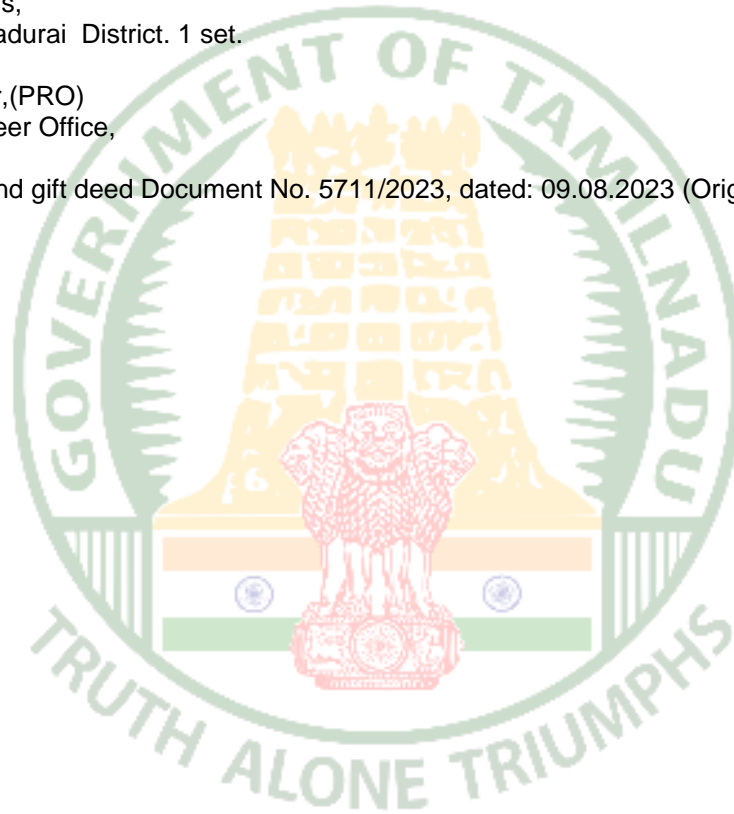 s,
adurai District. 1 set.
,(PRO)
eer Office,
nd gift deed Document No. 5711/2023, dated: 09.08.2023 (Orig
GOVERNMENT OF TAMILNADU
TRUTH ALONE TRIUMPHS